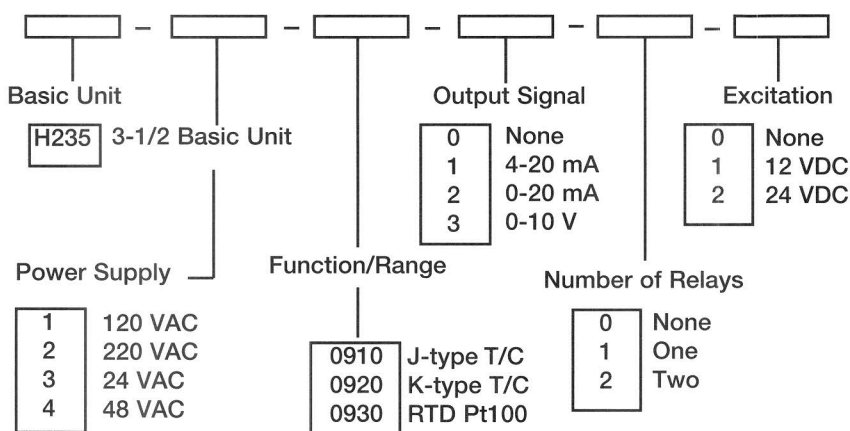 Basic Unit
H235 3-1/2 Basic Unit
Power Supply
1 120 VAC
2 220 VAC
3 24 VAC
4 48 VAC
Function/Range
0910 J-type T/C
0920 K-type T/C
0930 RTD Pt100
Output Signal
0 None
1 4-20 mA
2 0-20 mA
3 0-10 V
Number of Relays
0 None
1 One
2 Two
Excitation
0 None
1 12 VDC
2 24 VDC